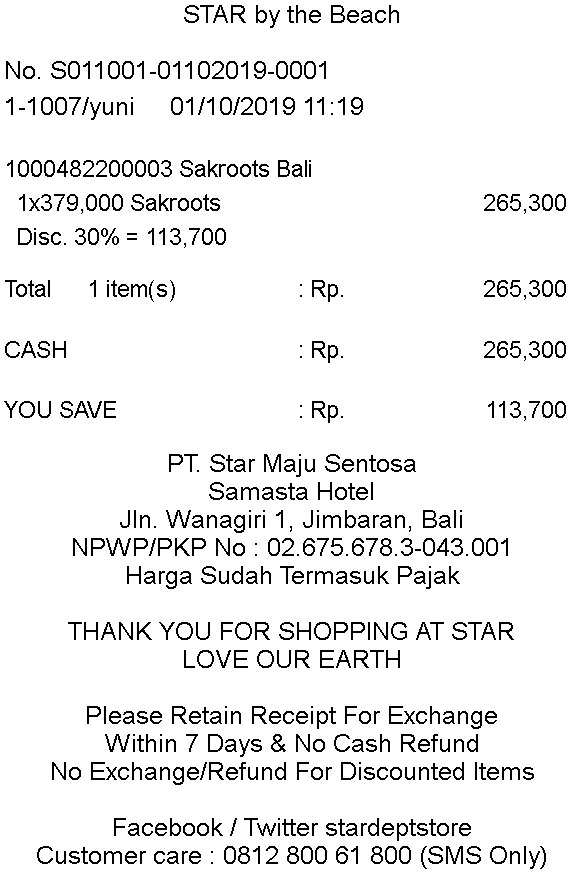 STAR by the Beach
No. S011001-01102019-0001
1-1007/yuni 01/10/2019 11:19
1000482200003 Sakroots Bali
1x379,000 Sakroots 265,300
Disc. 30% = 113,700
Total 1 item(s) : Rp. 265,300
CASH : Rp. 265,300
YOU SAVE : Rp. 113,700
PT. Star Maju Sentosa
Samasta Hotel
Jln. Wanagiri 1, Jimbaran, Bali
NPWP/PKP No : 02.675.678.3-043.001
Harga Sudah Termasuk Pajak
THANK YOU FOR SHOPPING AT STAR
LOVE OUR EARTH
Please Retain Receipt For Exchange
Within 7 Days & No Cash Refund
No Exchange/Refund For Discounted Items
Facebook / Twitter stardeptstore
Customer care : 0812 800 61 800 (SMS Only)